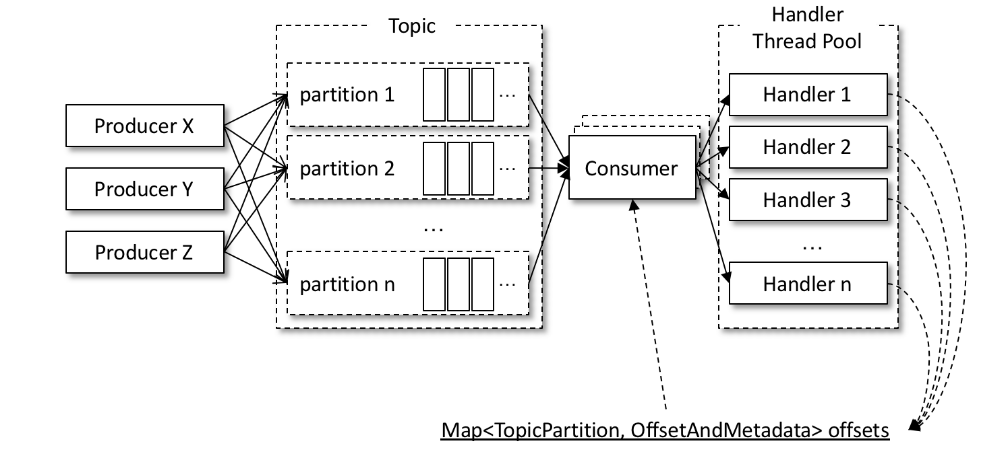 Topic
Handler
Thread Pool
Producer X
Producer Y
Producer Z
partition 1 ...
partition 2 ...
...
partition n ...
Consumer
Handler 1
Handler 2
Handler 3
...
Handler n
Map<TopicPartition, OffsetAndMetadata> offsets